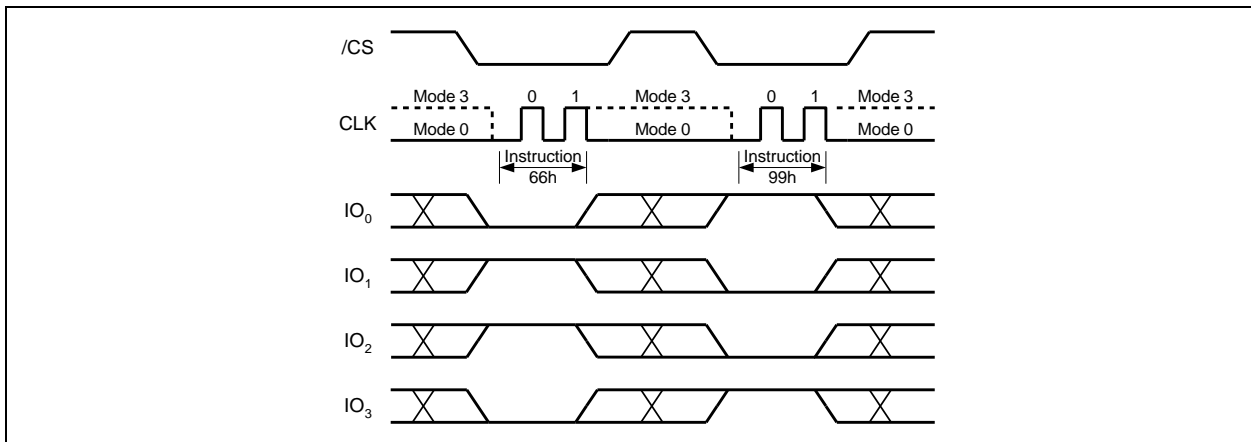 /CS
Mode 3 0 1 Mode 3 0 1 Mode 3
CLK Mode 0 Mode 0 Mode 0
Instruction Instruction
66h 99h
IO0
IO1
IO2
IO3